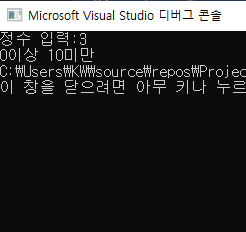 Microsoft Visual Studio 디버그 콘솔
정수 입력:3
0이상 10미만
C:\Users\KW\source\repos\Projec
이 창을 닫으려면 아무 키나 누르